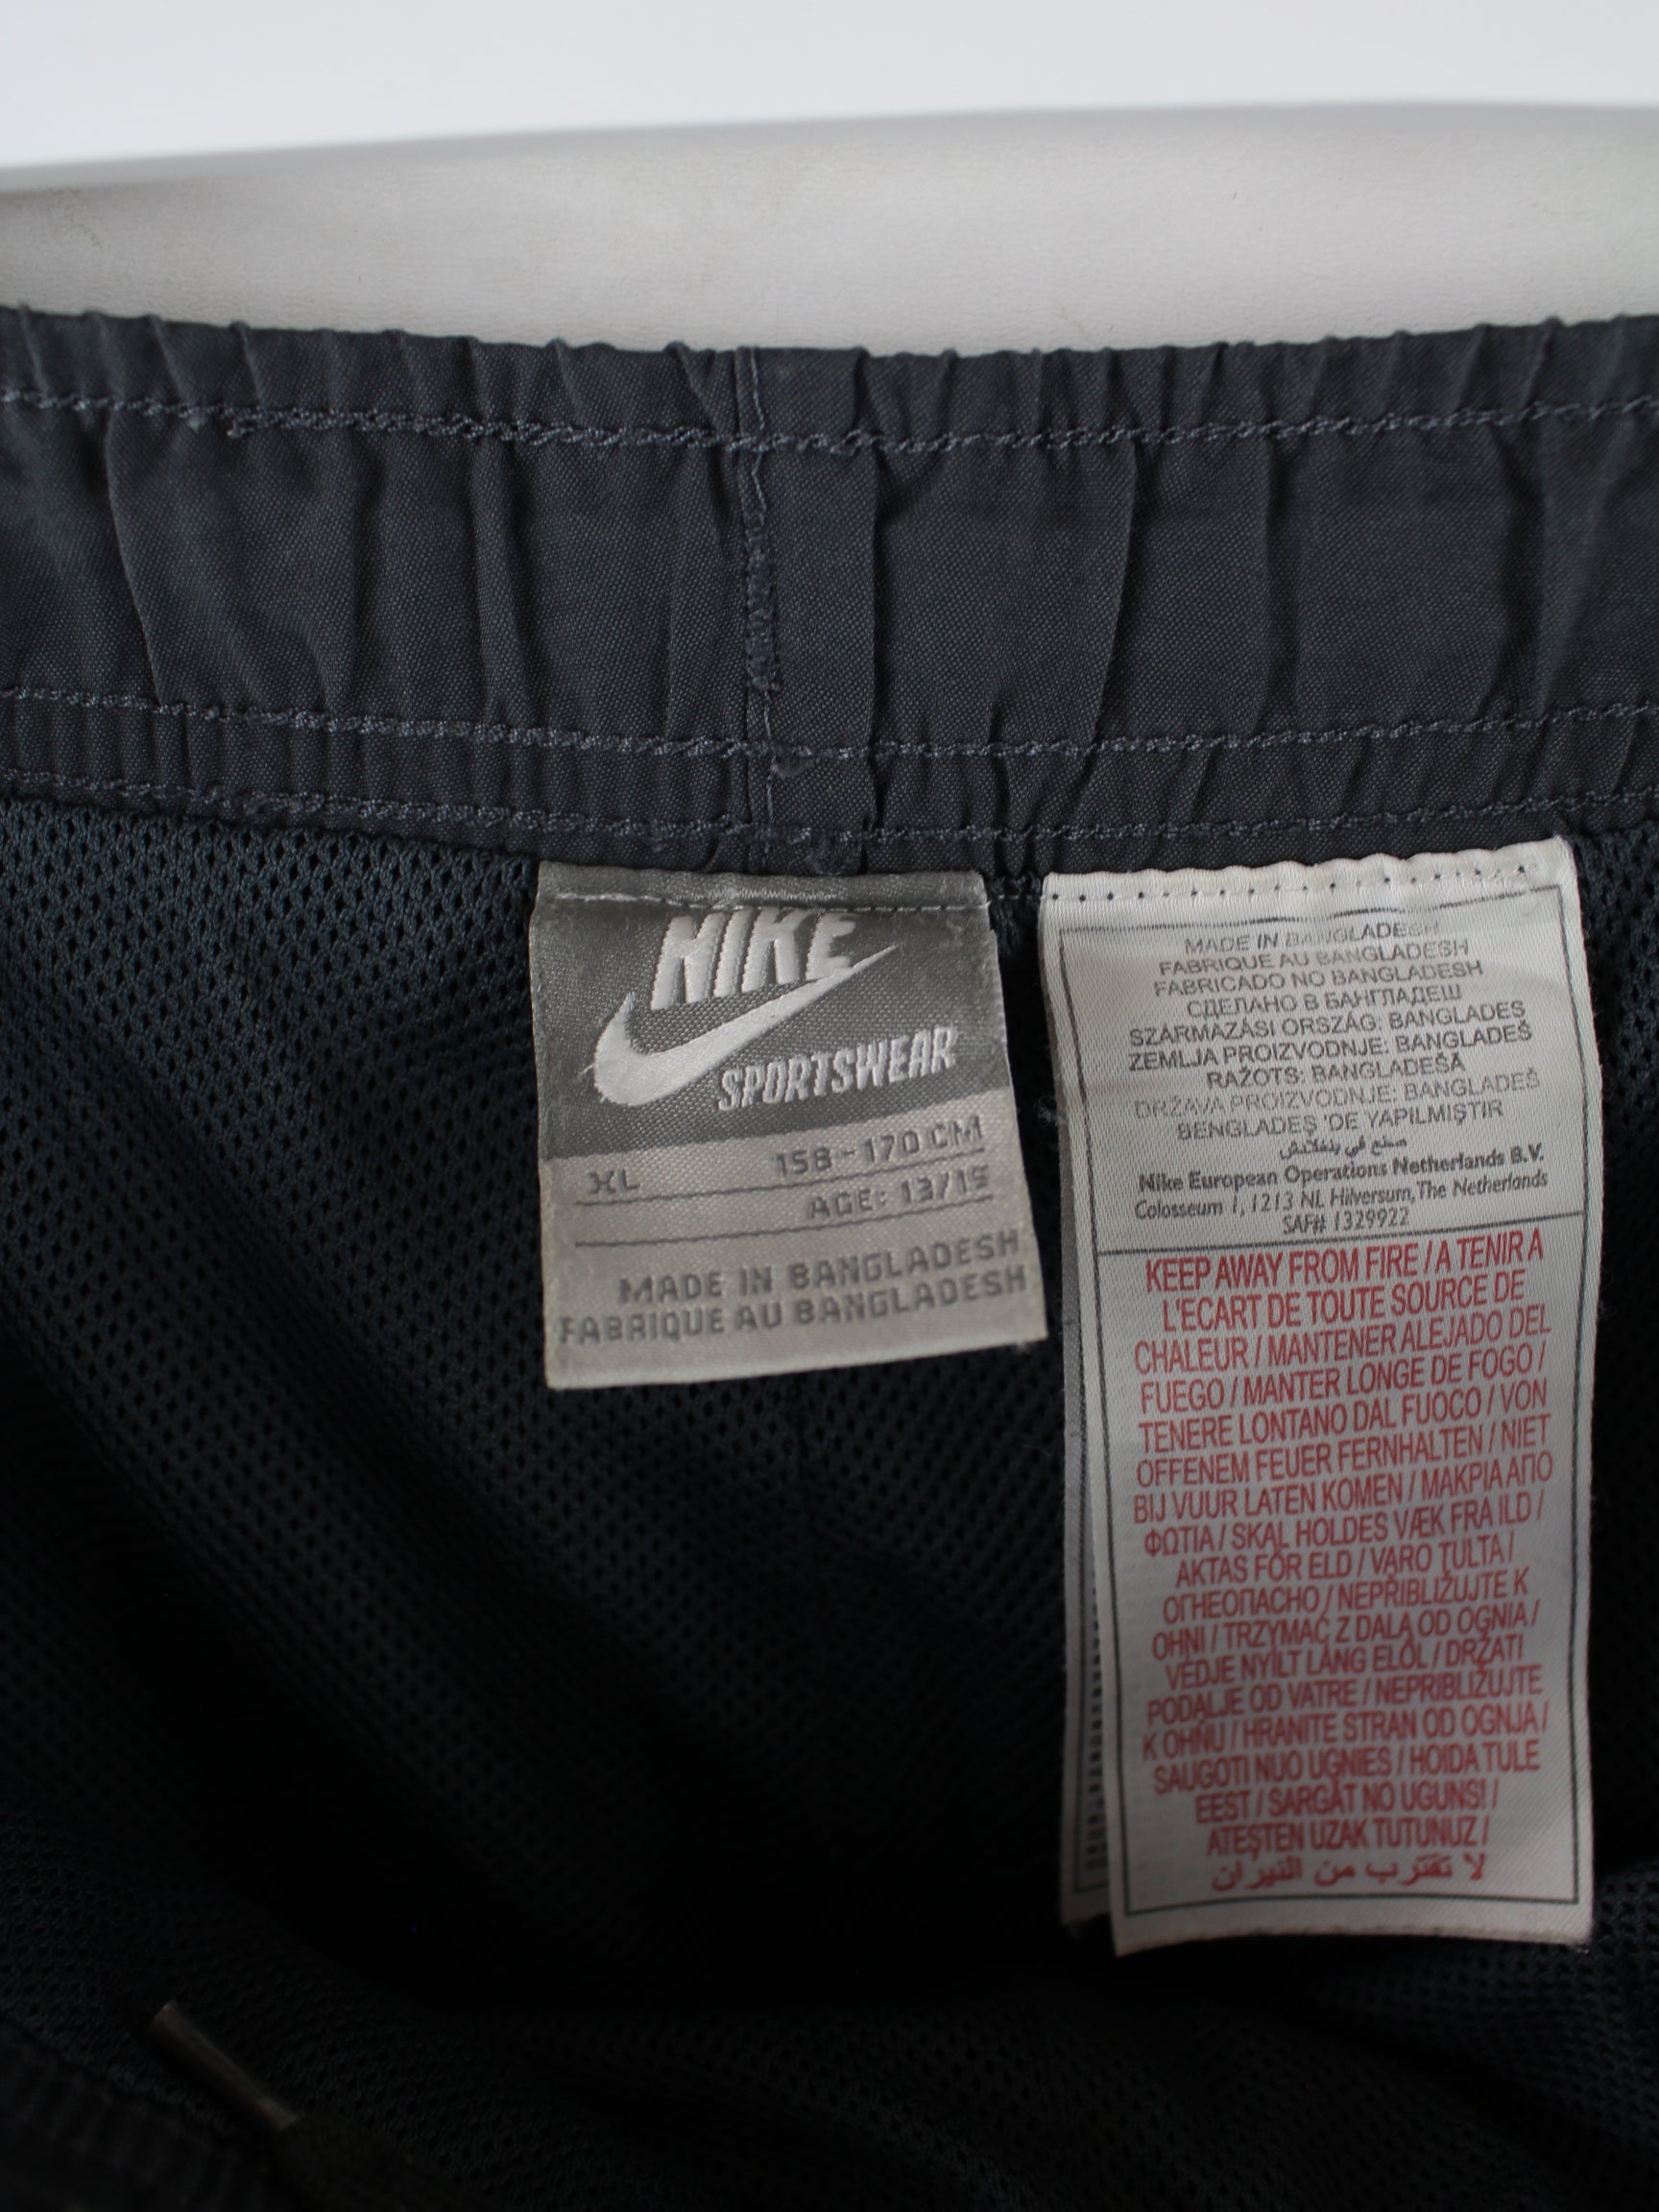 NIKE
SPORTSWEAR
XL 158-170 CM
AGE: 13/15
MADE IN BANGLADESH
FABRIQUE AU BANGLADESH
MADE IN BANGLADESH
FABRIQUE AU BANGLADESH
FABRICADO NO BANGLADESH
СДЕЛАНО В БАНГЛАДЕШ
SZÁRMAZÁSI ORSZÁG: BANGLADES
ZEMLJA PROIZVODNJE: BANGLADEŠ
RAŽOTS: BANGLADEŠĀ
DRŽAVA PROIZVODNJE: BANGLADEŠ
BENGLADEŞ 'DE YAPILMIŞTIR
صنع في بنغلادش
Nike European Operations Netherlands B.V.
Colosseum 1, 1213 NL Hilversum, The Netherlands
SAF# 1329922
KEEP AWAY FROM FIRE / A TENIR A
L'ECART DE TOUTE SOURCE DE
CHALEUR / MANTENER ALEJADO DEL
FUEGO / MANTER LONGE DE FOGO /
TENERE LONTANO DAL FUOCO / VON
OFFENEM FEUER FERNHALTEN / NIET
BIJ VUUR LATEN KOMEN / ΜΑΚΡΙΑ ΑΠΟ
ΦΩΤΙΑ / SKAL HOLDES VÆK FRA ILD /
AKTAS FÖR ELD / VARO TULTA /
ОГНЕОПАСНО / NEPŘIBLIŽUJTE K
OHNI / TRZYMAĆ Z DALA OD OGNIA /
VÉDJE NYÍLT LÁNG ELŐL / DRŽATI
PODALJE OD VATRE / NEPRIBLIŽUJTE
K OHŇU / HRANITE STRAN OD OGNJA /
SAUGOTI NUO UGNIES / HOIDA TULE
EEST / SARGĀT NO UGUNS! /
ATEŞTEN UZAK TUTUNUZ /
لا تقترب من النيران